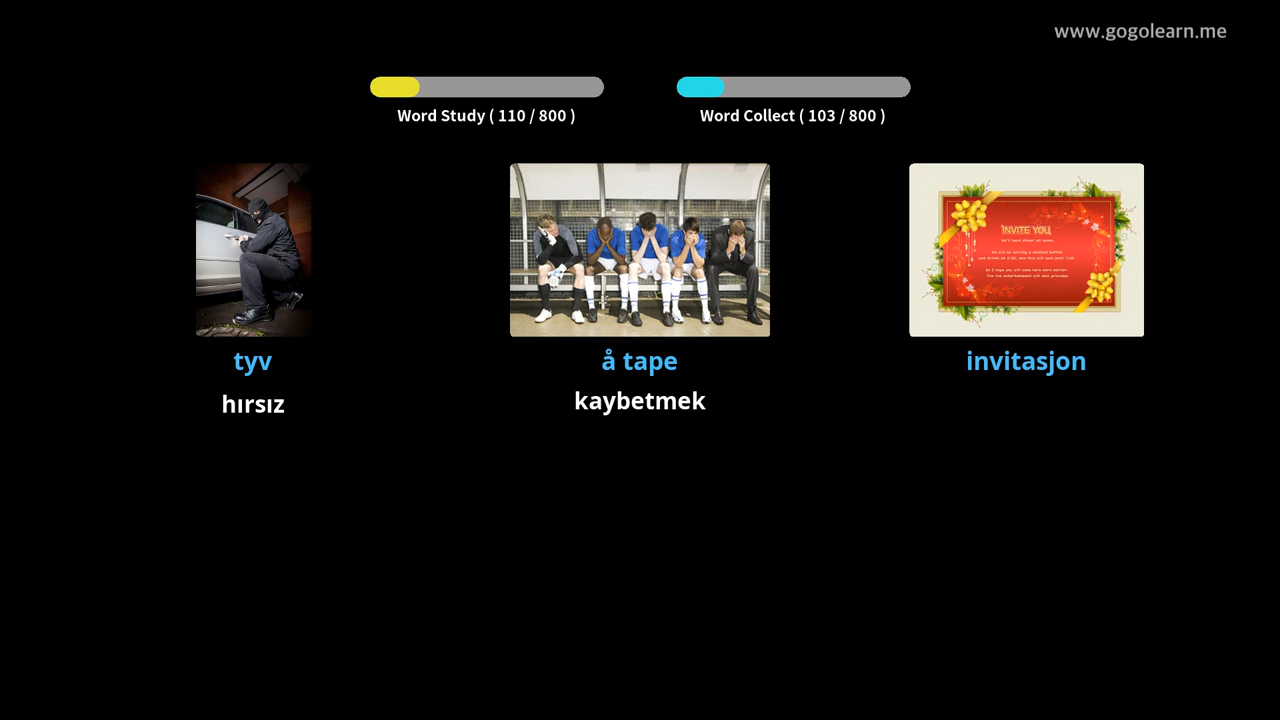 www.gogolearn.me
Word Study ( 110 / 800 )
Word Collect ( 103 / 800 )
INVITE YOU
tyv
å tape
invitasjon
hırsız
kaybetmek